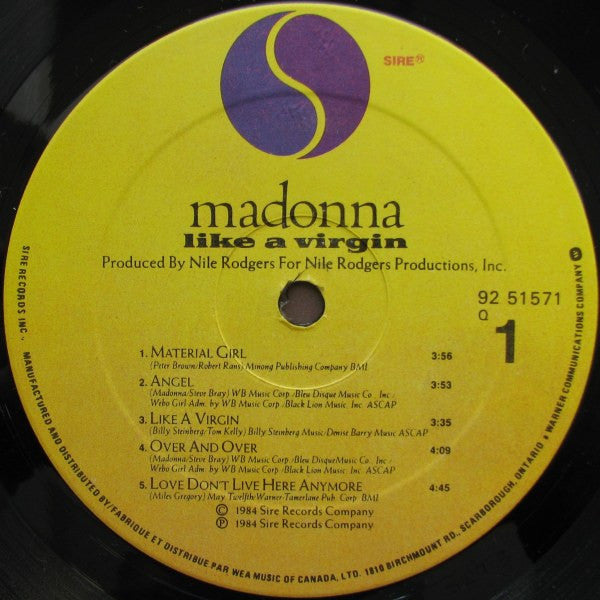 SIRE®
madonna
like a virgin
Produced By Nile Rodgers For Nile Rodgers Productions, Inc.
92 51571
Q
1
1. MATERIAL GIRL 3:56
(Peter Brown/Robert Rans) Minong Publishing Company BMI
2. ANGEL 3:53
(Madonna/Steve Bray) WB Music Corp./Bleu Disque Music Co. Inc./
Webo Girl Adm. by WB Music Corp./Black Lion Music. Inc. ASCAP
3. LIKE A VIRGIN 3:35
(Billy Steinberg/Tom Kelly) Billy Steinberg Music/Denise Barry Music ASCAP
4. OVER AND OVER 4:09
(Madonna/Steve Bray) WB Music Corp./Bleu DisqueMusic Co. Inc./
Webo Girl Adm. by WB Music Corp./Black Lion Music. Inc. ASCAP
5. LOVE DON'T LIVE HERE ANYMORE 4:45
(Miles Gregory) May Twelfth/Warner-Tamerlane Pub. Corp. BMI
© 1984 Sire Records Company
℗ 1984 Sire Records Company
SIRE RECORDS INC., MANUFACTURED AND DISTRIBUTED BY/FABRIQUÉ ET DISTRIBUÉ PAR WEA MUSIC OF CANADA, LTD. 1810 BIRCHMOUNT RD., SCARBOROUGH, ONTARIO • WARNER COMMUNICATIONS COMPANY